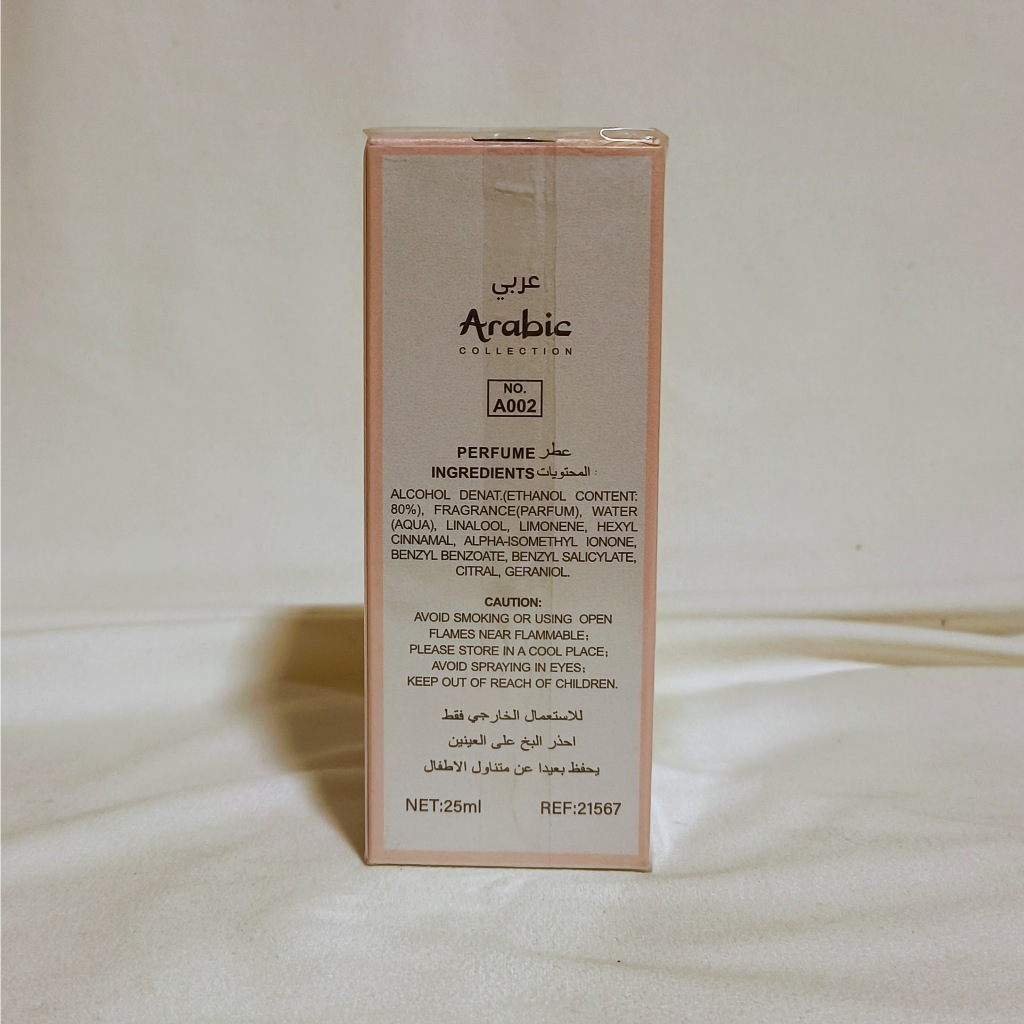 عربي
Arabic
COLLECTION
NO.
A002
PERFUME عطر
INGREDIENTS المحتويات :
ALCOHOL DENAT.(ETHANOL CONTENT:
80%), FRAGRANCE(PARFUM), WATER
(AQUA), LINALOOL, LIMONENE, HEXYL
CINNAMAL, ALPHA-ISOMETHYL IONONE,
BENZYL BENZOATE, BENZYL SALICYLATE,
CITRAL, GERANIOL.
CAUTION:
AVOID SMOKING OR USING OPEN
FLAMES NEAR FLAMMABLE;
PLEASE STORE IN A COOL PLACE;
AVOID SPRAYING IN EYES;
KEEP OUT OF REACH OF CHILDREN.
للاستعمال الخارجي فقط
احذر البخ على العينين
يحفظ بعيدا عن متناول الاطفال
NET:25ml REF:21567